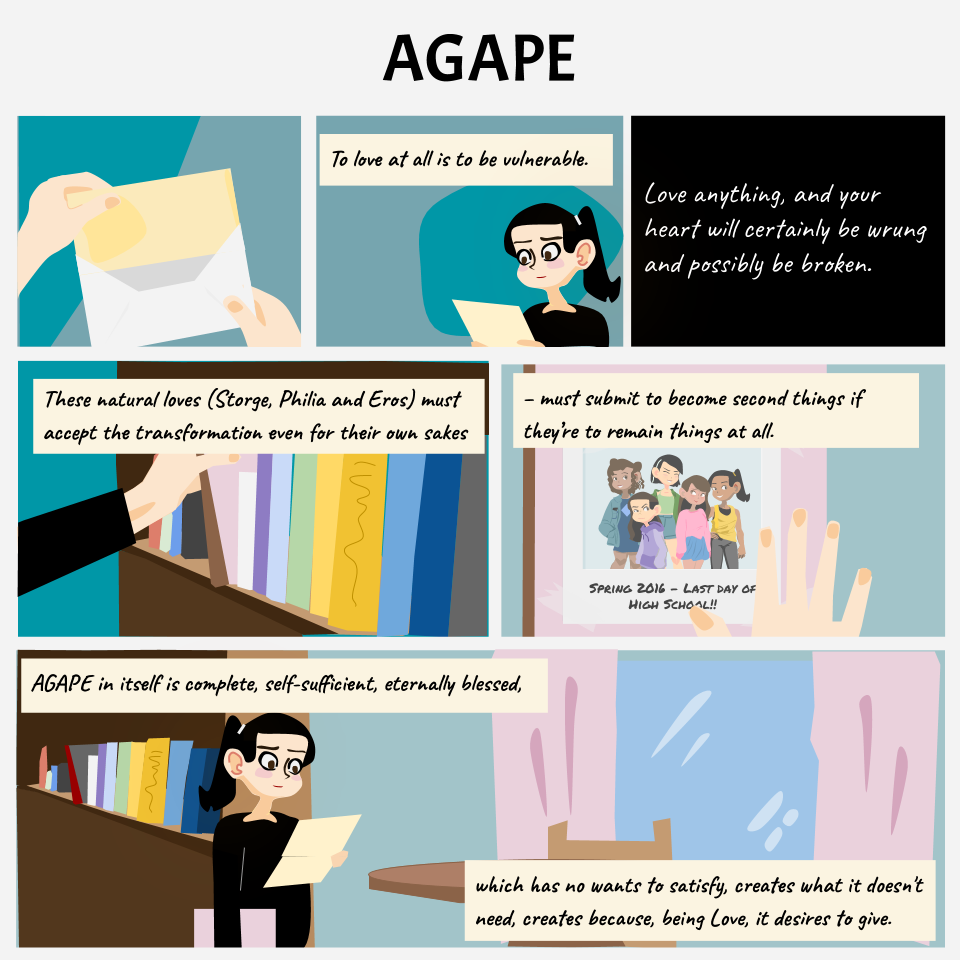 AGAPE
To love at all is to be vulnerable.
Love anything, and your
heart will certainly be wrung
and possibly be broken.
These natural loves (Storge, Philia and Eros) must
accept the transformation even for their own sakes
– must submit to become second things if
they're to remain things at all.
Spring 2016 – Last day of
High School!!
AGAPE in itself is complete, self-sufficient, eternally blessed,
which has no wants to satisfy, creates what it doesn't
need, creates because, being Love, it desires to give.